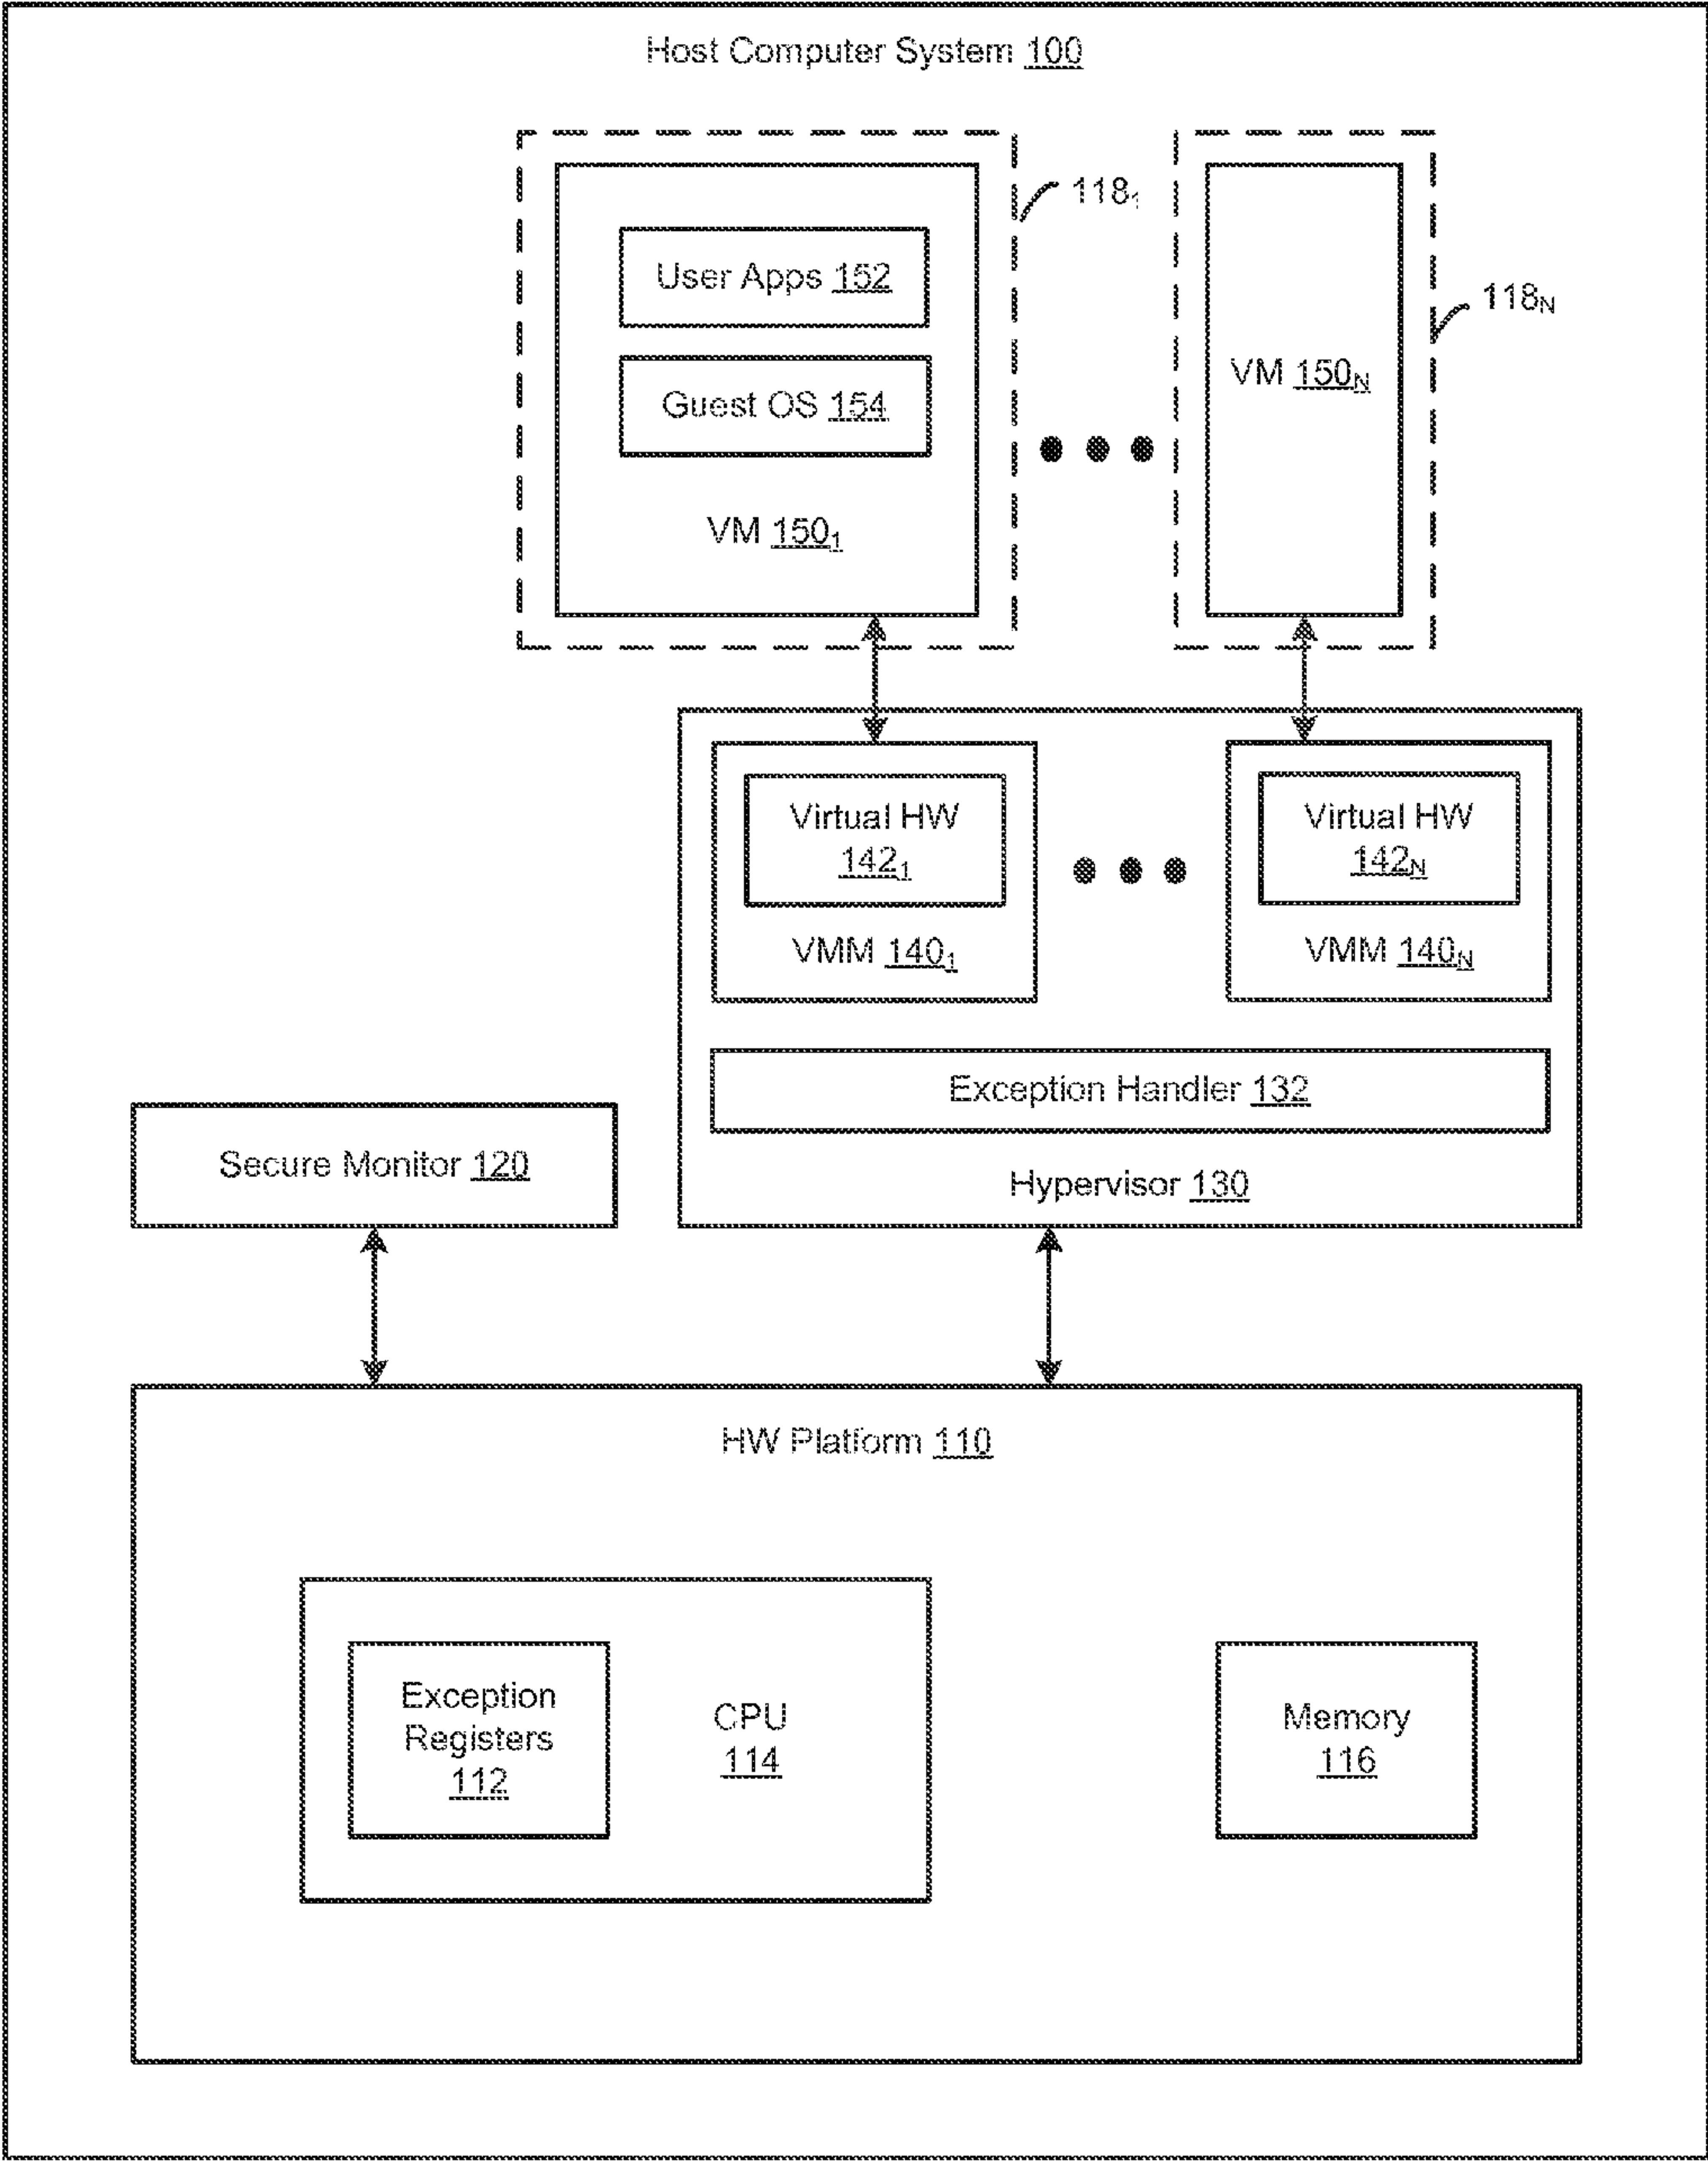 Host Computer System 100
118₁
User Apps 152
118N
VM 150N
Guest OS 154
VM 150₁
Virtual HW
142₁
Virtual HW
142N
VMM 140₁
VMM 140N
Exception Handler 132
Secure Monitor 120
Hypervisor 130
HW Platform 110
Exception
Registers
112
CPU
114
Memory
116